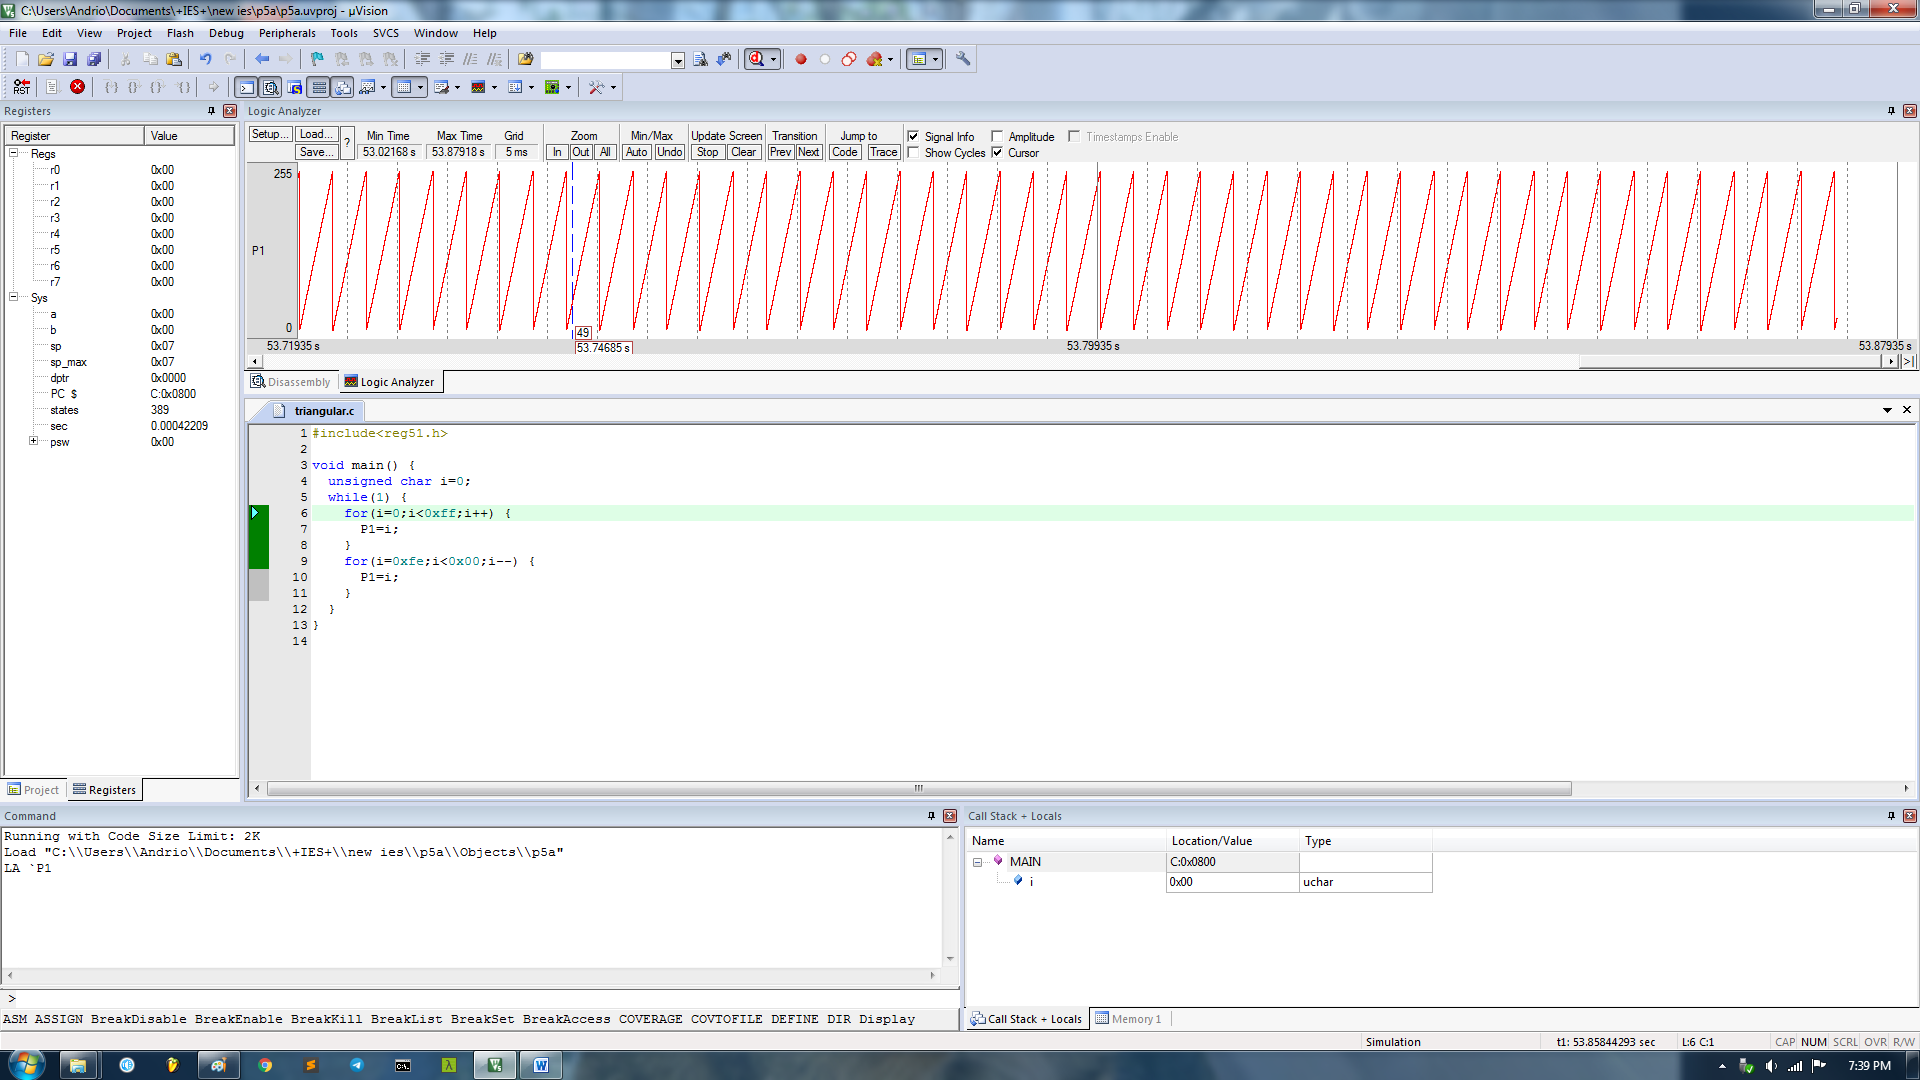 C:\Users\Andrio\Documents\+IES+\new ies\p5a\p5a.uvproj - µVision
File Edit View Project Flash Debug Peripherals Tools SVCS Window Help
RST
Registers
Logic Analyzer
Register Value
Regs
r0 0x00
r1 0x00
r2 0x00
r3 0x00
r4 0x00
r5 0x00
r6 0x00
r7 0x00
Sys
a 0x00
b 0x00
sp 0x07
sp_max 0x07
dptr 0x0000
PC $ C:0x0800
states 389
sec 0.00042209
psw 0x00
Project Registers
Setup... Load... ? Min Time Max Time Grid Zoom Min/Max Update Screen Transition Jump to Signal Info Amplitude Timestamps Enable
Save... 53.02168 s 53.87918 s 5 ms In Out All Auto Undo Stop Clear Prev Next Code Trace Show Cycles Cursor
255
P1
0
49
53.71935 s 53.74685 s 53.79935 s 53.87935 s
Disassembly Logic Analyzer
triangular.c
1 #include<reg51.h>
2
3 void main() {
4 unsigned char i=0;
5 while(1) {
6 for(i=0;i<0xff;i++) {
7 P1=i;
8 }
9 for(i=0xfe;i<0x00;i--) {
10 P1=i;
11 }
12 }
13 }
14
Command
Running with Code Size Limit: 2K
Load "C:\\Users\\Andrio\\Documents\\+IES+\\new ies\\p5a\\Objects\\p5a"
LA `P1
>
ASM ASSIGN BreakDisable BreakEnable BreakKill BreakList BreakSet BreakAccess COVERAGE COVTOFILE DEFINE DIR Display
Call Stack + Locals
Name Location/Value Type
MAIN C:0x0800
i 0x00 uchar
Call Stack + Locals Memory 1
Simulation t1: 53.85844293 sec L:6 C:1 CAP NUM SCRL OVR R/W
7:39 PM